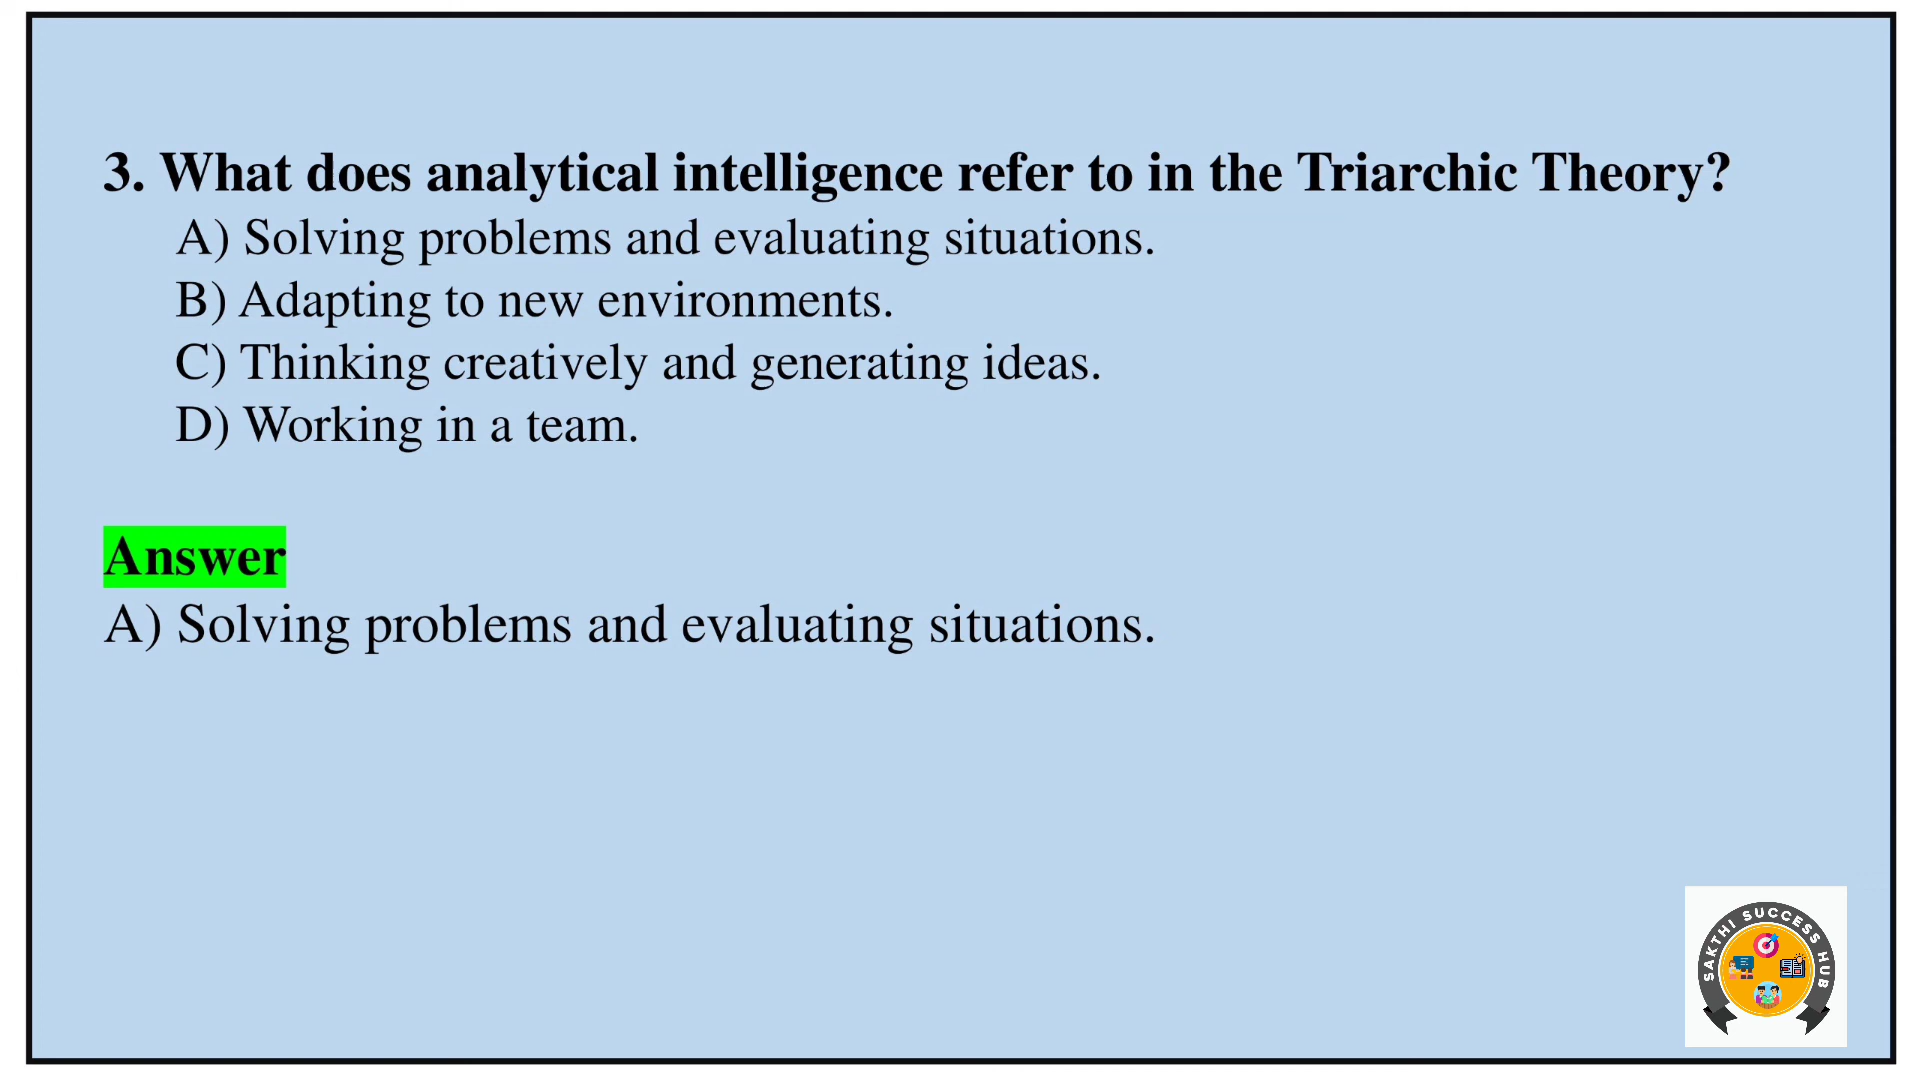 3. What does analytical intelligence refer to in the Triarchic Theory?
A) Solving problems and evaluating situations.
B) Adapting to new environments.
C) Thinking creatively and generating ideas.
D) Working in a team.
Answer
A) Solving problems and evaluating situations.
SAKTHI SUCCESS HUB